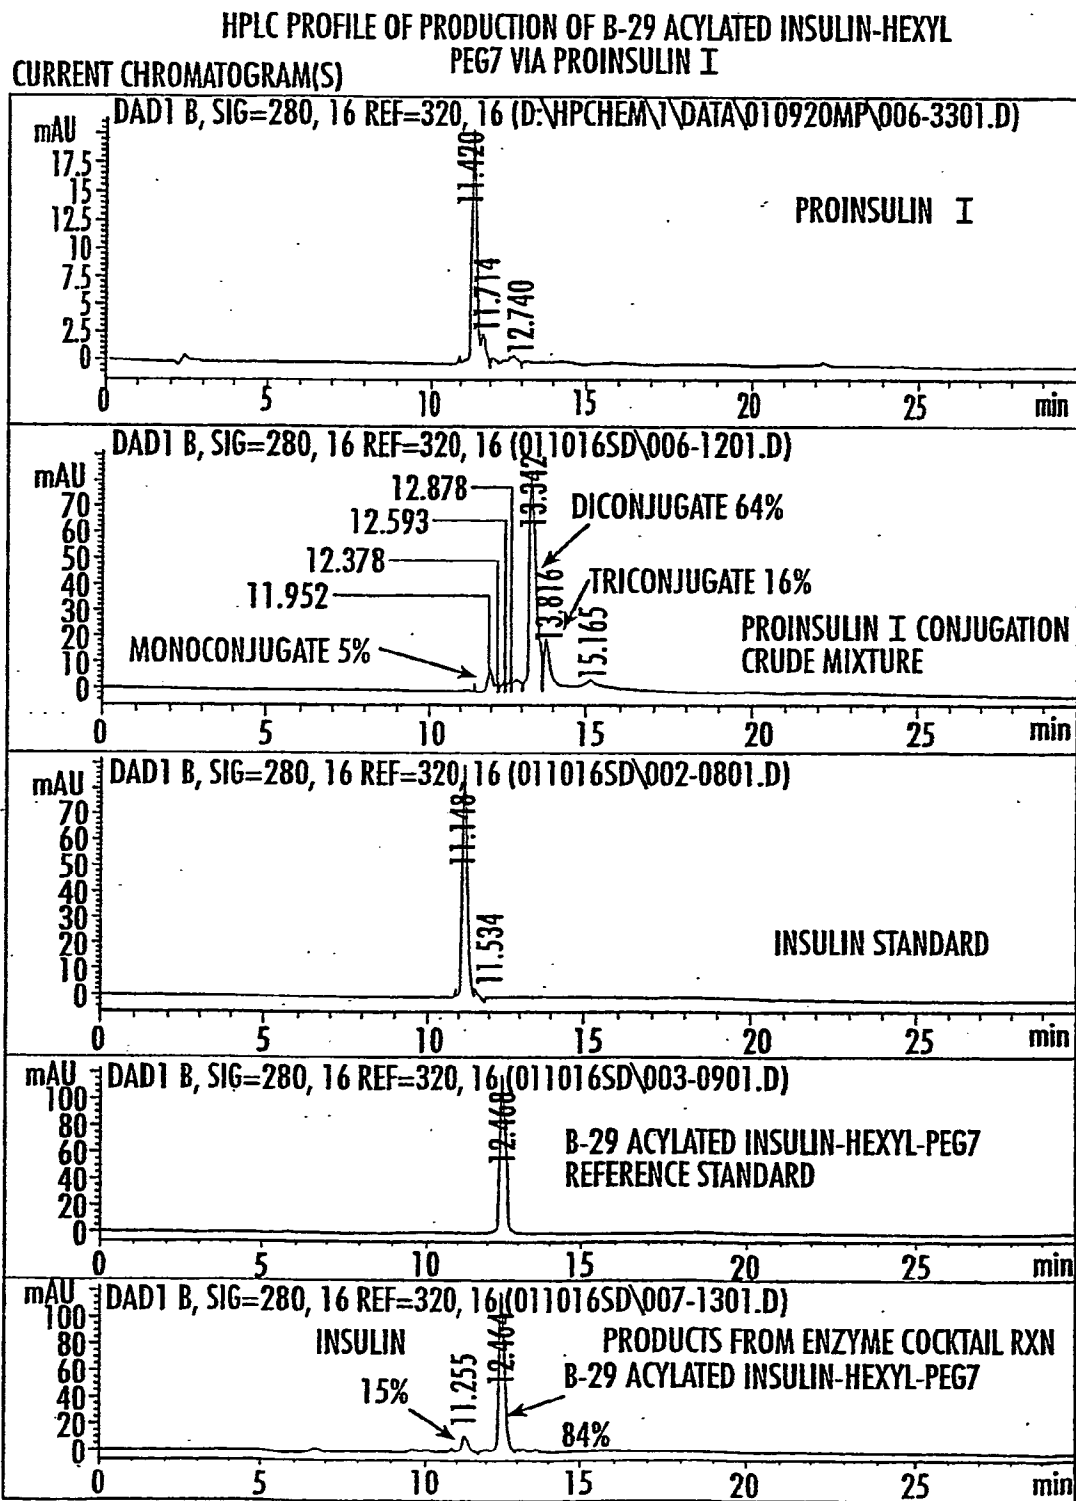 HPLC PROFILE OF PRODUCTION OF B-29 ACYLATED INSULIN-HEXYL
PEG7 VIA PROINSULIN I
CURRENT CHROMATOGRAM(S)
DAD1 B, SIG=280, 16 REF=320, 16 (D:\HPCHEM\1\DATA\010920MP\006-3301.D)
mAU
17.5
15
12.5
10
7.5
5
2.5
0
11.420
11.714
12.740
PROINSULIN I
0 5 10 15 20 25 min
DAD1 B, SIG=280, 16 REF=320, 16 (011016SD\006-1201.D)
mAU
70
60
50
40
30
20
10
0
12.878
12.593
12.378
11.952
MONOCONJUGATE 5%
13.342
DICONJUGATE 64%
13.816
TRICONJUGATE 16%
15.165
PROINSULIN I CONJUGATION
CRUDE MIXTURE
0 5 10 15 20 25 min
DAD1 B, SIG=280, 16 REF=320, 16 (011016SD\002-0801.D)
mAU
70
60
50
40
30
20
10
0
11.148
11.534
INSULIN STANDARD
0 5 10 15 20 25 min
DAD1 B, SIG=280, 16 REF=320, 16 (011016SD\003-0901.D)
mAU
100
80
60
40
20
0
12.468
B-29 ACYLATED INSULIN-HEXYL-PEG7
REFERENCE STANDARD
0 5 10 15 20 25 min
DAD1 B, SIG=280, 16 REF=320, 16 (011016SD\007-1301.D)
mAU
100
80
60
40
20
0
INSULIN
15%
11.255
12.464
PRODUCTS FROM ENZYME COCKTAIL RXN
B-29 ACYLATED INSULIN-HEXYL-PEG7
84%
0 5 10 15 20 25 min